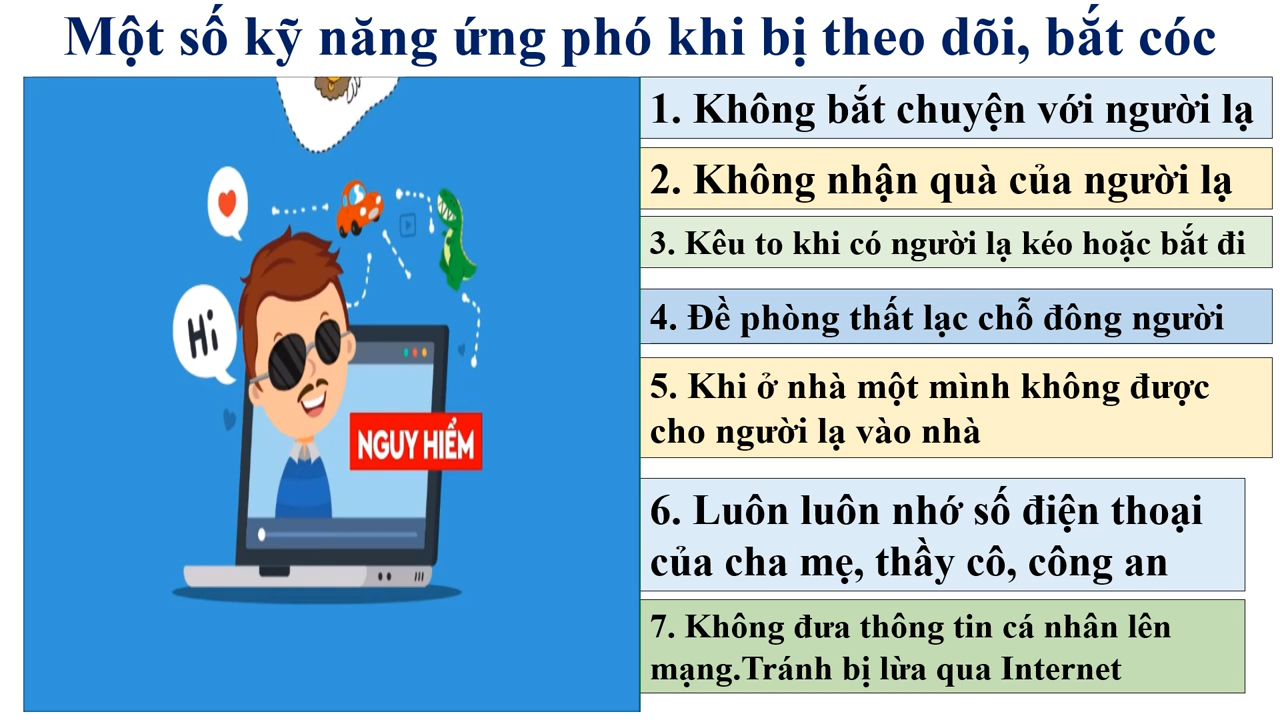 Một số kỹ năng ứng phó khi bị theo dõi, bắt cóc
Hi
NGUY HIỂM
1. Không bắt chuyện với người lạ
2. Không nhận quà của người lạ
3. Kêu to khi có người lạ kéo hoặc bắt đi
4. Đề phòng thất lạc chỗ đông người
5. Khi ở nhà một mình không được
cho người lạ vào nhà
6. Luôn luôn nhớ số điện thoại
của cha mẹ, thầy cô, công an
7. Không đưa thông tin cá nhân lên
mạng.Tránh bị lừa qua Internet